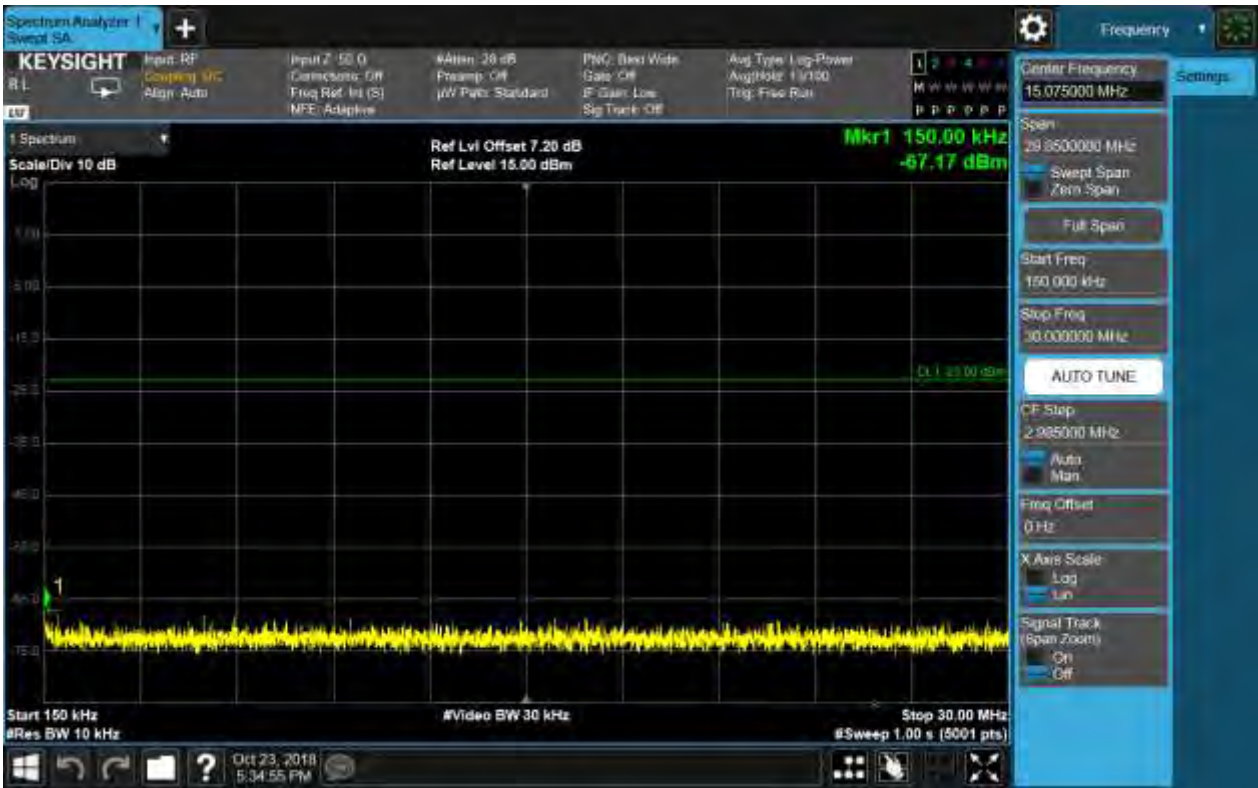 Spectrum Analyzer 1
Swept SA
Frequency
KEYSIGHT
Input: RF
Coupling: DC
Align: Auto
Input Z: 50 Ω
Corrections: Off
Freq Ref: Int (S)
NFE: Adaptive
#Atten: 20 dB
Preamp: Off
µW Path: Standard
PNO: Best Wide
Gate: Off
IF Gain: Low
Sig Track: Off
Avg Type: Log-Power
Avg|Hold: 13/100
Trig: Free Run
M W W W W W
P P P P P P
1 Spectrum
Scale/Div 10 dB
Log
Ref Lvl Offset 7.20 dB
Ref Level 15.00 dBm
Mkr1 150.00 kHz
-67.17 dBm
1
Start 150 kHz
#Res BW 10 kHz
#Video BW 30 kHz
Stop 30.00 MHz
#Sweep 1.00 s (5001 pts)
Oct 23, 2018
5:34:55 PM
Center Frequency
15.075000 MHz
Settings
Span
29.8500000 MHz
Swept Span
Zero Span
Full Span
Start Freq
150.000 kHz
Stop Freq
30.000000 MHz
AUTO TUNE
CF Step
2.985000 MHz
Auto
Man
Freq Offset
0 Hz
X Axis Scale
Log
Lin
Signal Track
(Span Zoom)
On
Off